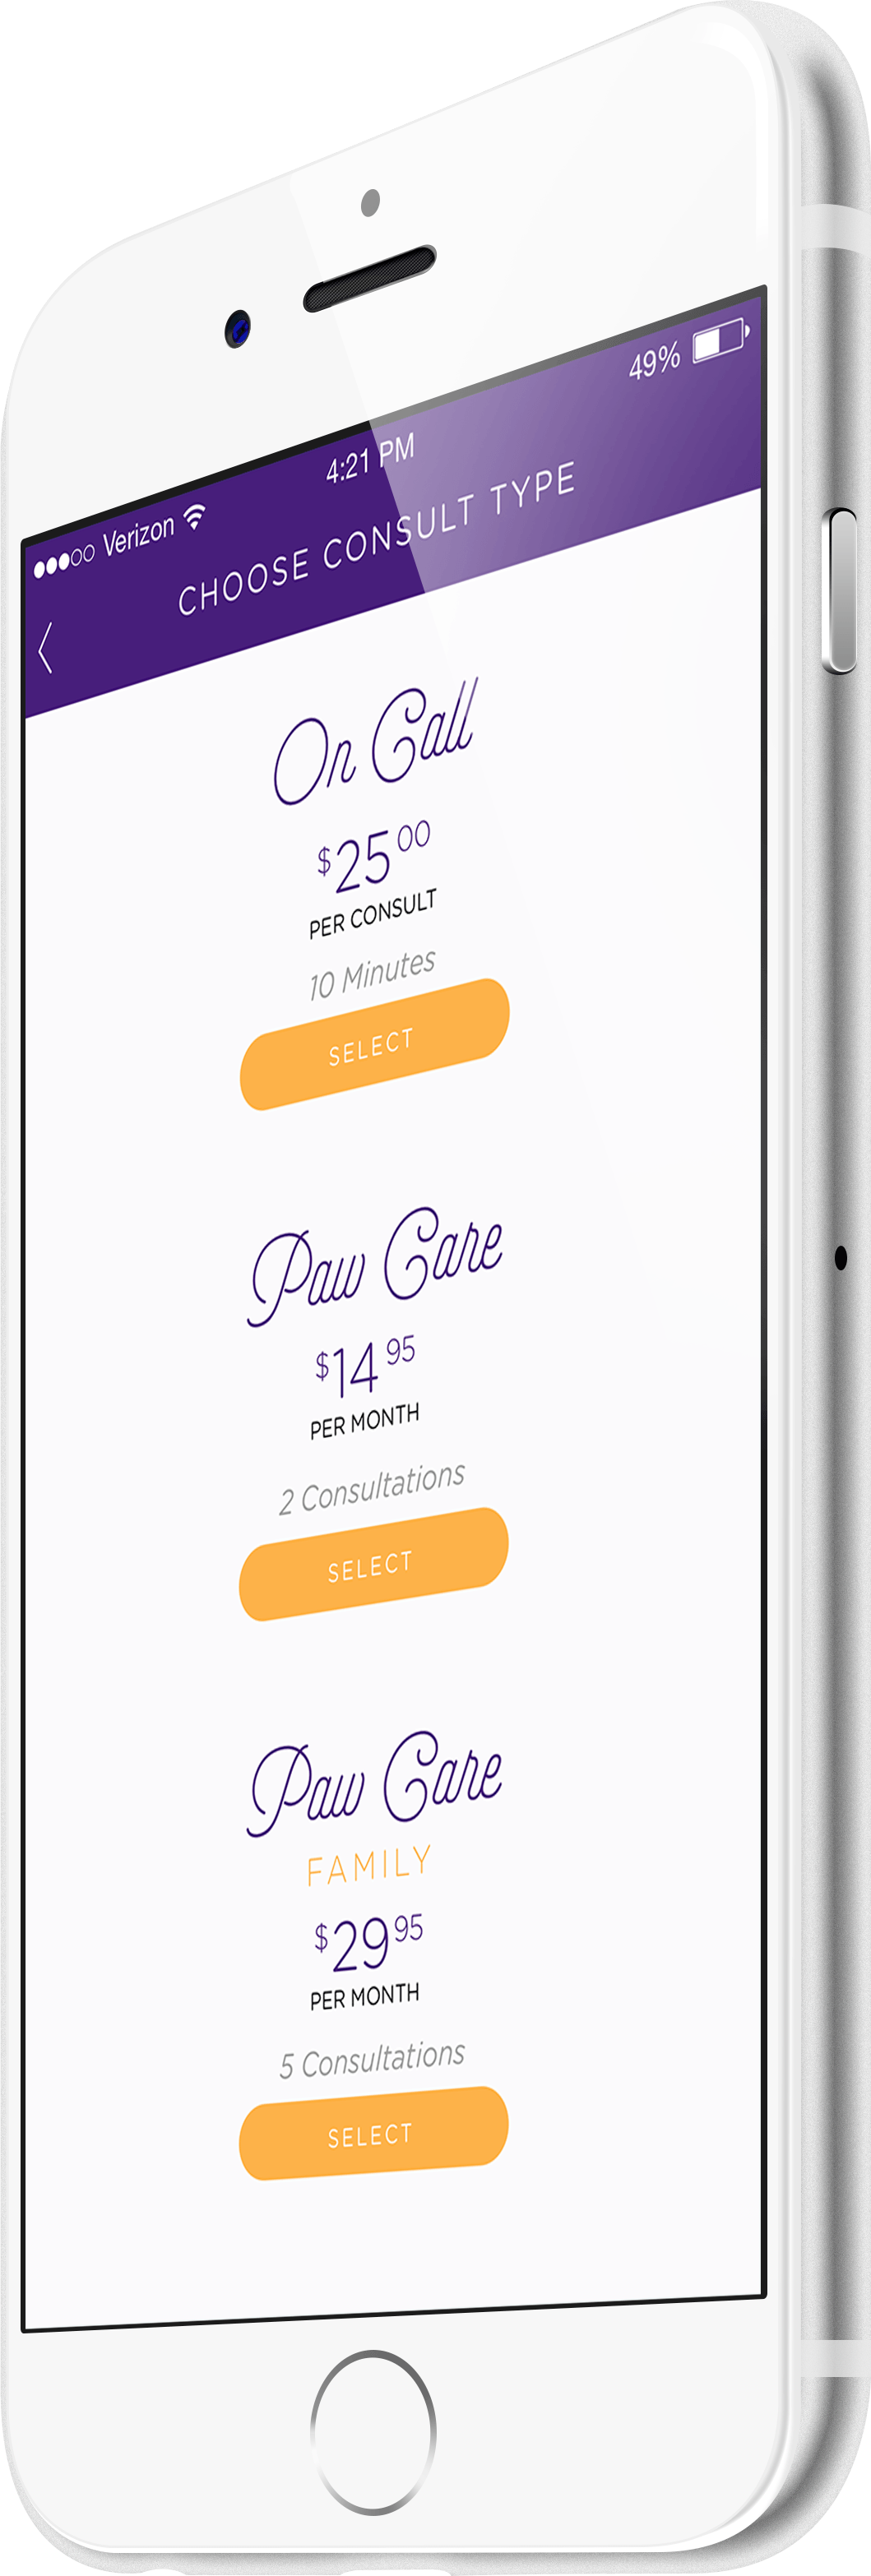 ●●●○○ Verizon 4:21 PM 49%
CHOOSE CONSULT TYPE
On Call
$25 00
PER CONSULT
10 Minutes
SELECT
Paw Care
$14 95
PER MONTH
2 Consultations
SELECT
Paw Care
FAMILY
$29 95
PER MONTH
5 Consultations
SELECT